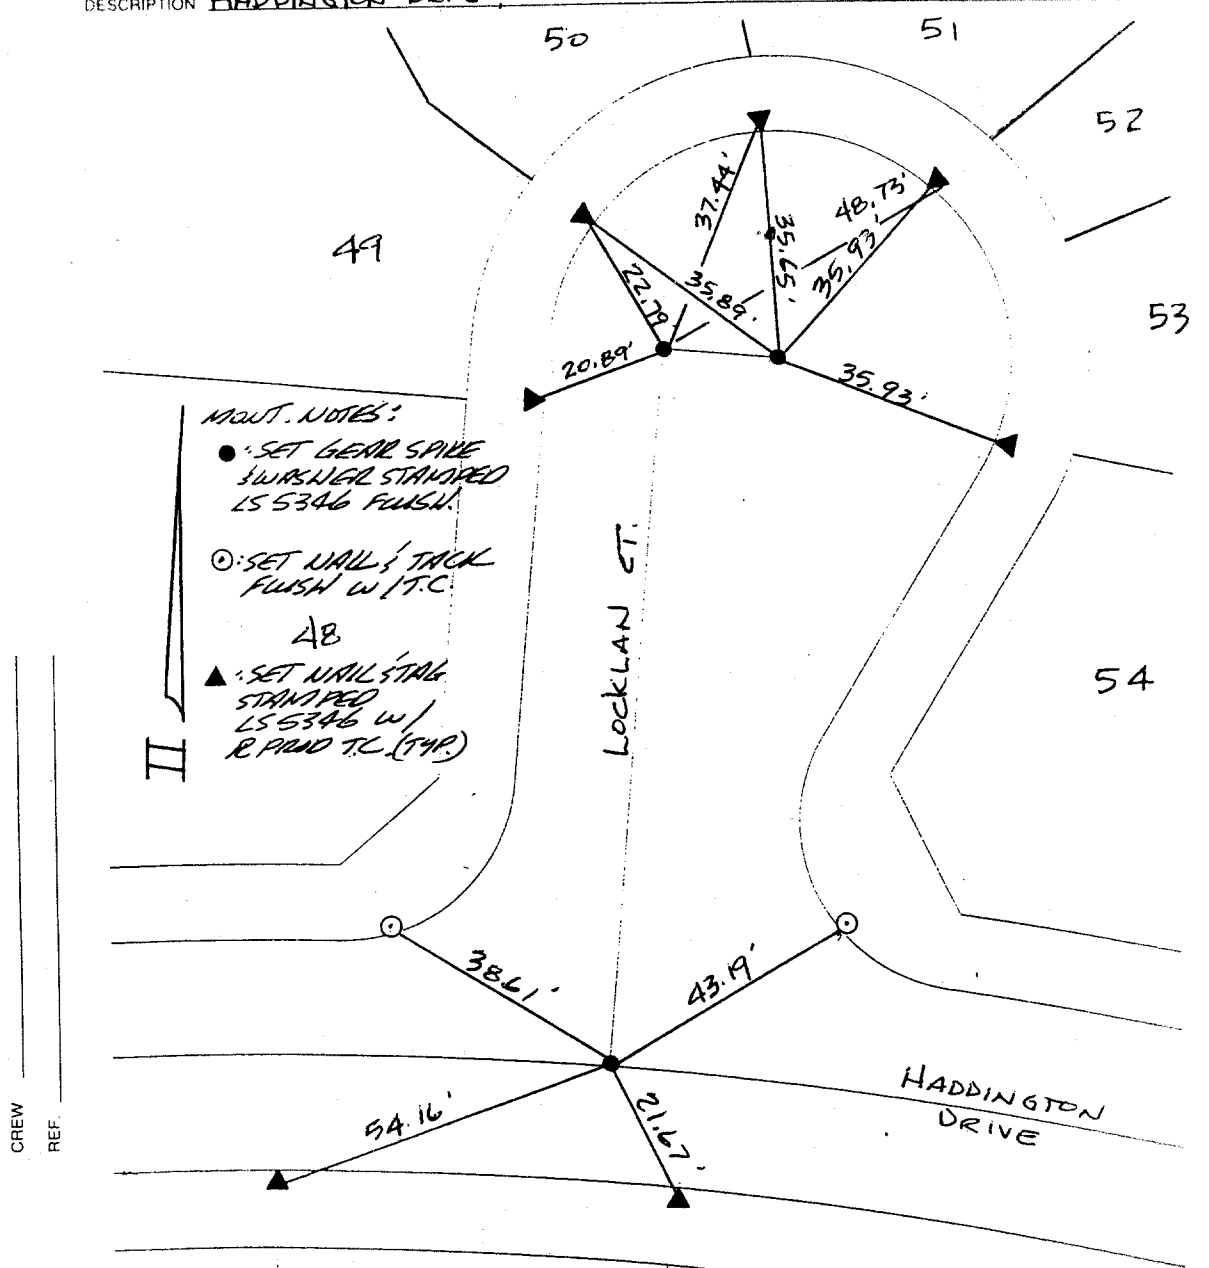 DESCRIPTION HADDINGTON
50
51
52
49
53
37.44'
48.73'
35.65'
35.93'
22.79'
35.89'
20.89'
35.93'
MONT. NOTES:
●: SET GEAR SPIKE
& WASHER STAMPED
LS 5346 FLUSH.
LOCKLAN CT.
⊙: SET NAIL & TACK
FLUSH W/T.C.
48
54
▲: SET NAIL & TAG
STAMPED
LS 5346 W/
PROD T.C. (TYP.)
38.61'
43.19'
HADDINGTON
DRIVE
54.16'
21.67'
CREW
REF.